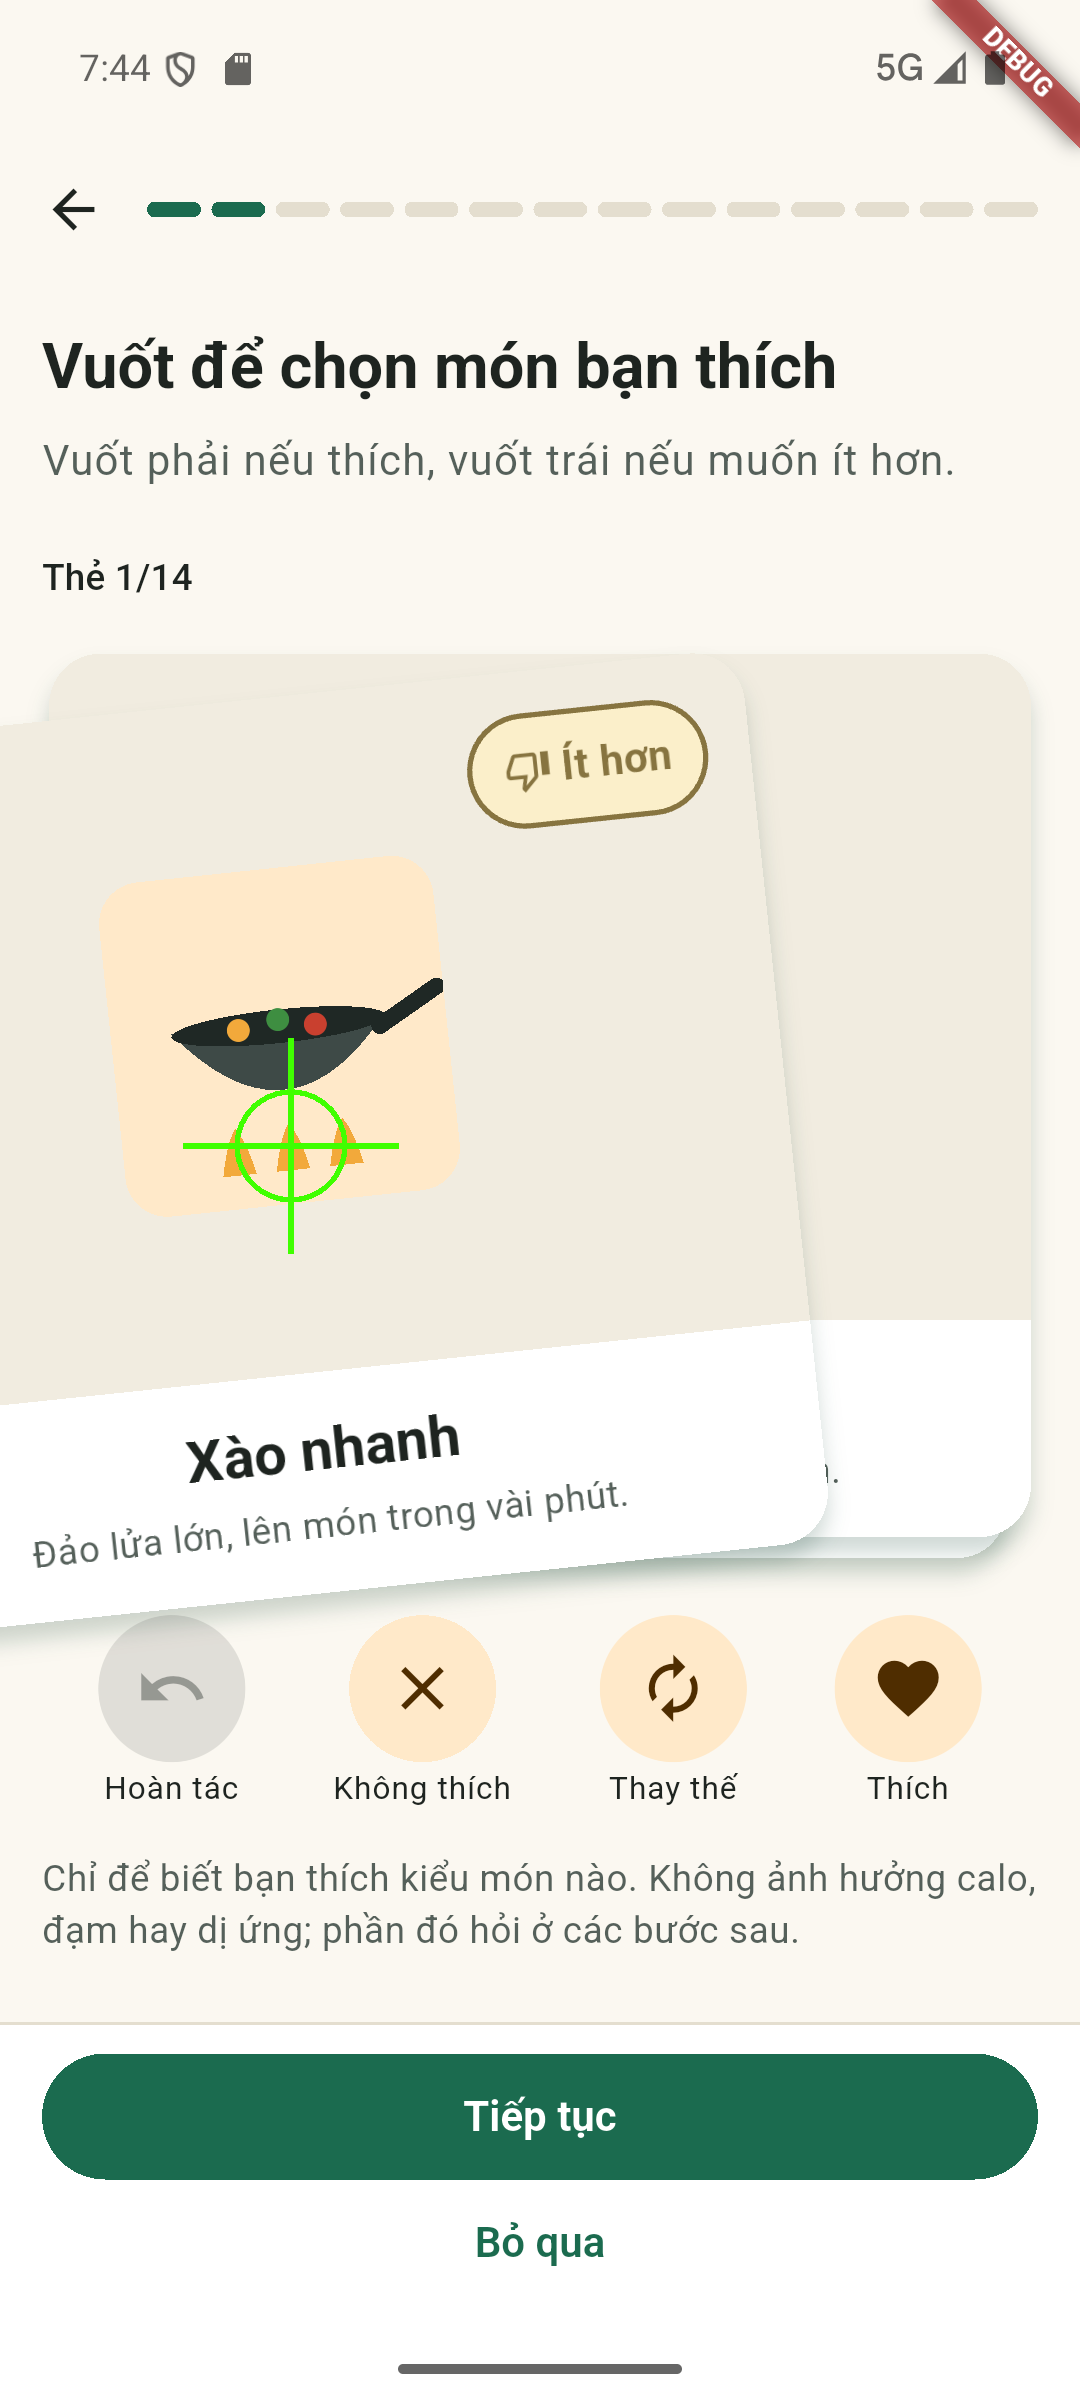 7:44
5G
DEBUG
Vuốt để chọn món bạn thích
Vuốt phải nếu thích, vuốt trái nếu muốn ít hơn.
Thẻ 1/14
Ít hơn
Xào nhanh
Đảo lửa lớn, lên món trong vài phút.
Hoàn tác
Không thích
Thay thế
Thích
Chỉ để biết bạn thích kiểu món nào. Không ảnh hưởng calo,
đạm hay dị ứng; phần đó hỏi ở các bước sau.
Tiếp tục
Bỏ qua